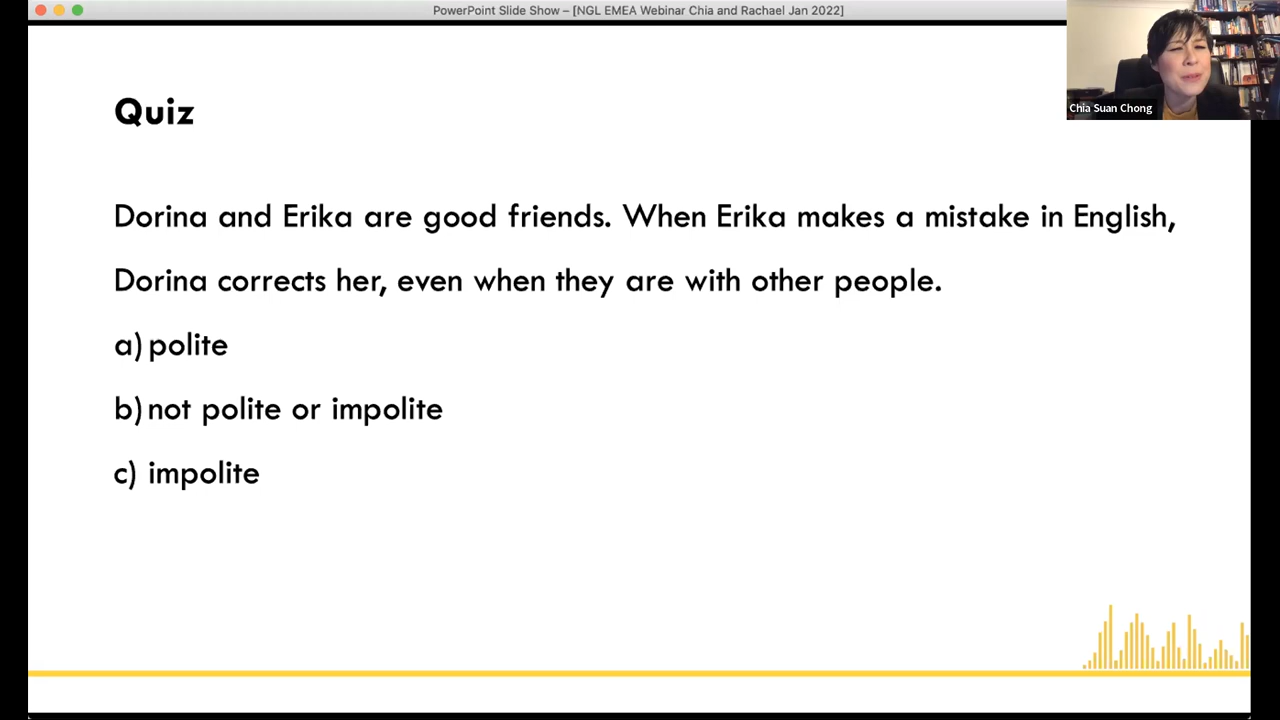 PowerPoint Slide Show – [NGL EMEA Webinar Chia and Rachael Jan 2022]
Chia Suan Chong
Quiz
Dorina and Erika are good friends. When Erika makes a mistake in English,
Dorina corrects her, even when they are with other people.
a) polite
b) not polite or impolite
c) impolite